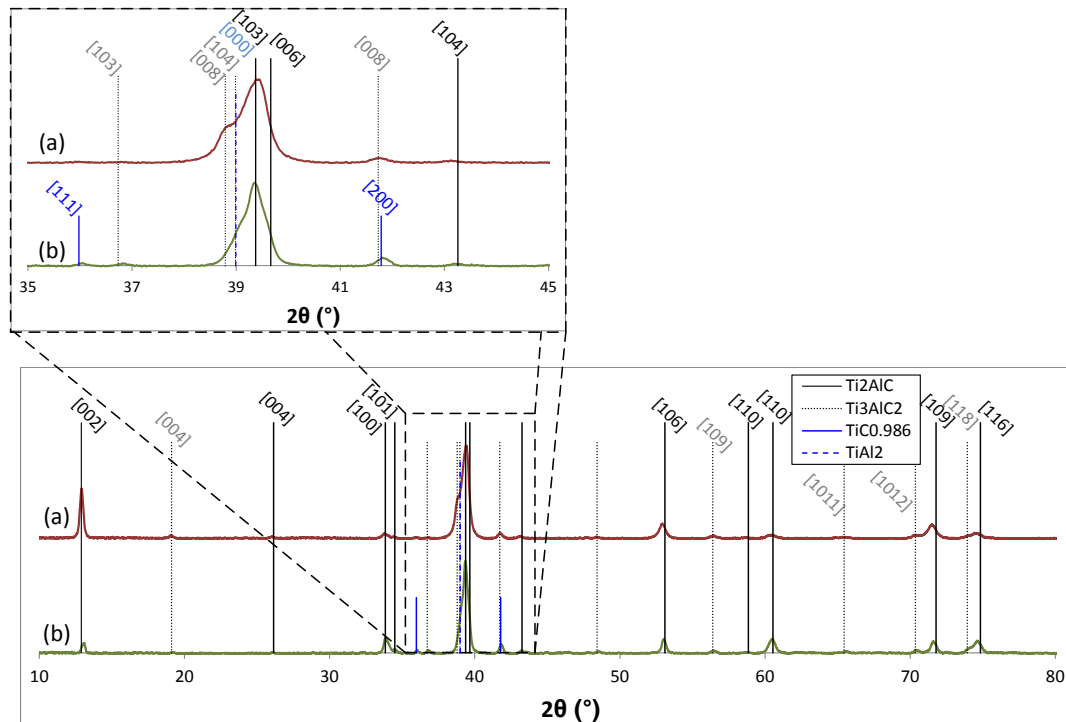 [103]
[008]
[104]
[000]
[103]
[006]
[008]
[104]
(a)
[111]
[200]
(b)
35 37 39 41 43 45
2θ (°)
[002]
[004]
[004]
[100]
[101]
[106]
[109]
[110]
[110]
[1011]
[1012]
[109]
[118]
[116]
Ti2AlC
Ti3AlC2
TiC0.986
TiAl2
(a)
(b)
10 20 30 40 50 60 70 80
2θ (°)